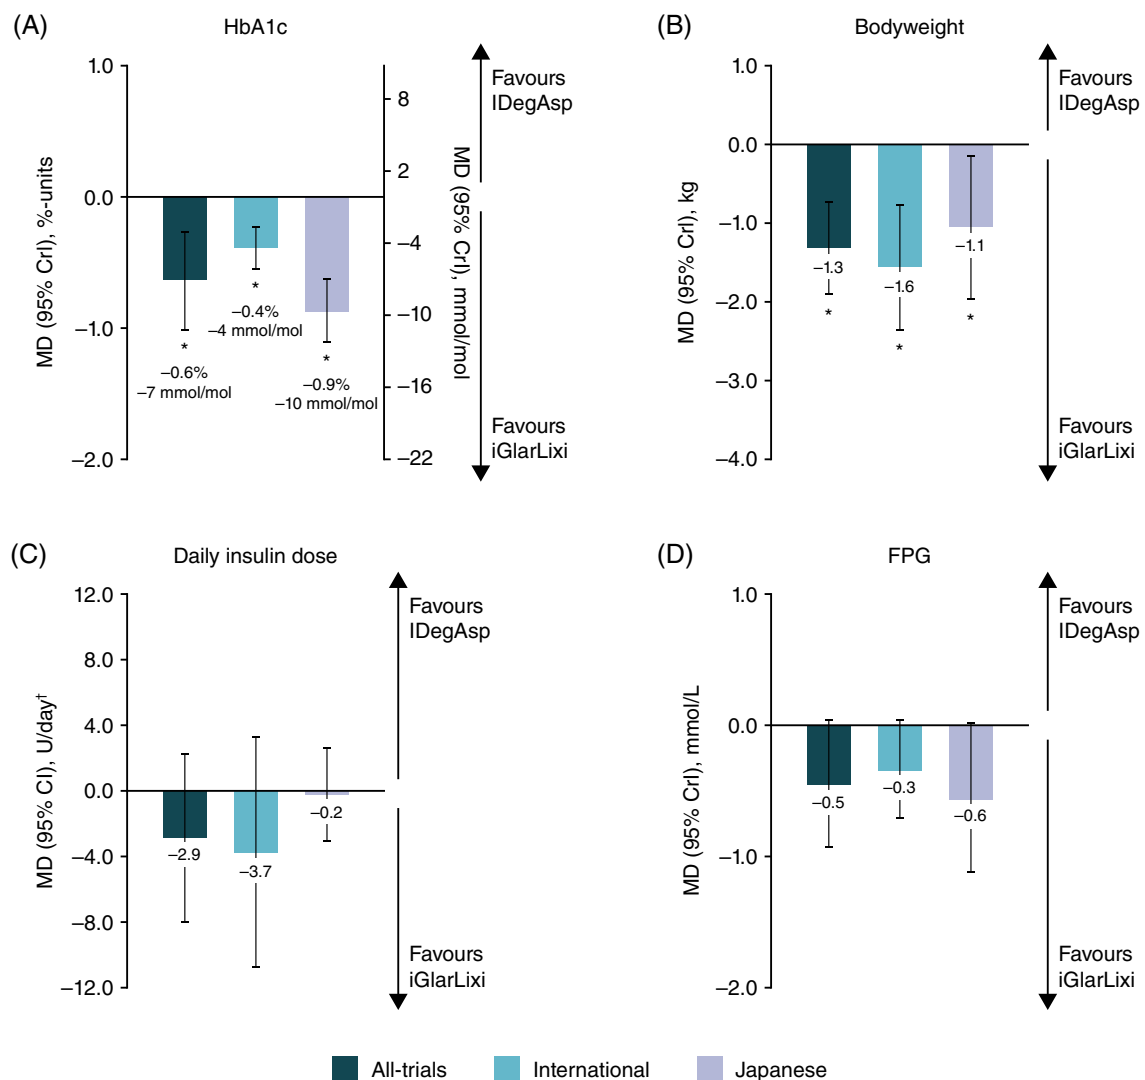 (A)
HbA1c
MD (95% CrI), %-units
1.0
0.0
−1.0
−2.0
*
−0.6%
−7 mmol/mol
*
−0.4%
−4 mmol/mol
*
−0.9%
−10 mmol/mol
8
2
−4
−10
−16
−22
MD (95% CrI), mmol/mol
Favours
IDegAsp
Favours
iGlarLixi
(B)
Bodyweight
MD (95% CrI), kg
1.0
0.0
−1.0
−2.0
−3.0
−4.0
−1.3
*
−1.6
*
−1.1
*
Favours
IDegAsp
Favours
iGlarLixi
(C)
Daily insulin dose
MD (95% CI), U/day†
12.0
8.0
4.0
0.0
−4.0
−8.0
−12.0
−2.9
−3.7
−0.2
Favours
IDegAsp
Favours
iGlarLixi
(D)
FPG
MD (95% CrI), mmol/L
1.0
0.0
−1.0
−2.0
−0.5
−0.3
−0.6
Favours
IDegAsp
Favours
iGlarLixi
All-trials
International
Japanese